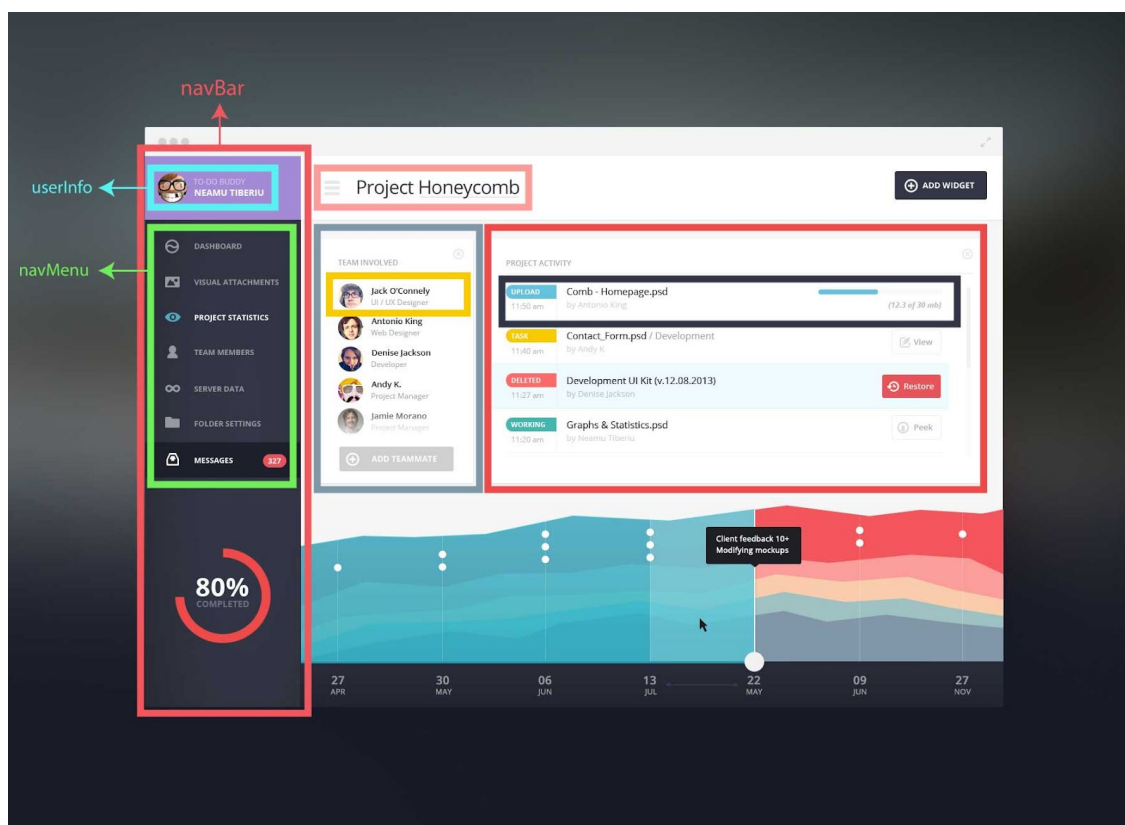 navBar
userInfo
TO-DO BUDDY
NEAMU TIBERIU
Project Honeycomb
ADD WIDGET
navMenu
DASHBOARD
VISUAL ATTACHMENTS
PROJECT STATISTICS
TEAM MEMBERS
SERVER DATA
FOLDER SETTINGS
MESSAGES 327
80%
COMPLETED
TEAM INVOLVED
Jack O'Connely
UI / UX Designer
Antonio King
Web Designer
Denise Jackson
Developer
Andy K.
Project Manager
Jamie Morano
Project Manager
ADD TEAMMATE
PROJECT ACTIVITY
UPLOAD Comb - Homepage.psd
11:50 am by Antonio King (12.3 of 30 mb)
TASK Contact_Form.psd / Development
11:40 am by Andy K View
DELETED Development UI Kit (v.12.08.2013)
11:27 am by Denise Jackson Restore
WORKING Graphs & Statistics.psd
11:20 am by Neamu Tiberiu Peek
Client feedback 10+
Modifying mockups
27 30 06 13 22 09 27
APR MAY JUN JUL MAY JUN NOV